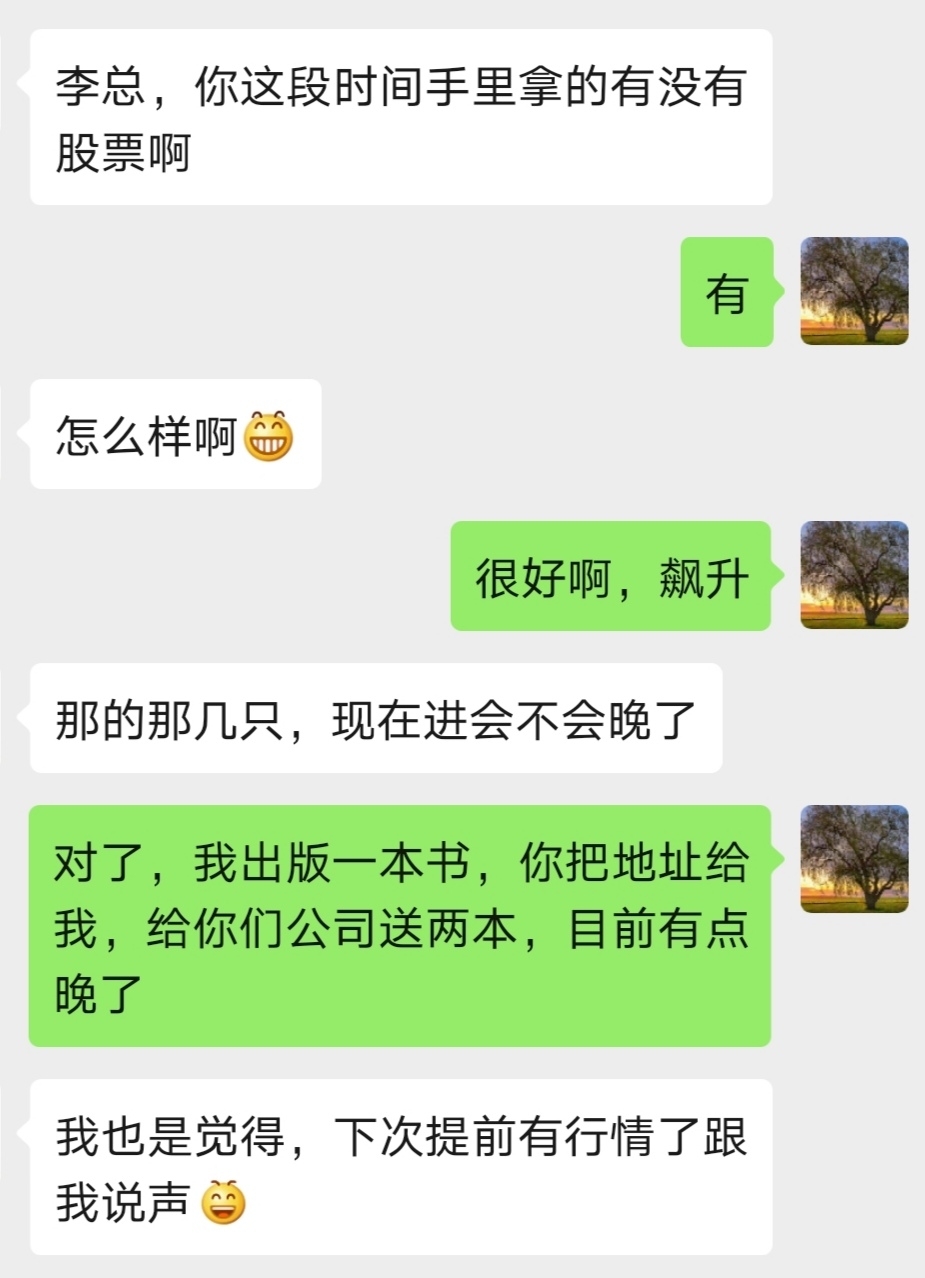 李总，你这段时间手里拿的有没有
股票啊
有
怎么样啊
很好啊，飙升
那的那几只，现在进会不会晚了
对了，我出版一本书，你把地址给
我，给你们公司送两本，目前有点
晚了
我也是觉得，下次提前有行情了跟
我说声